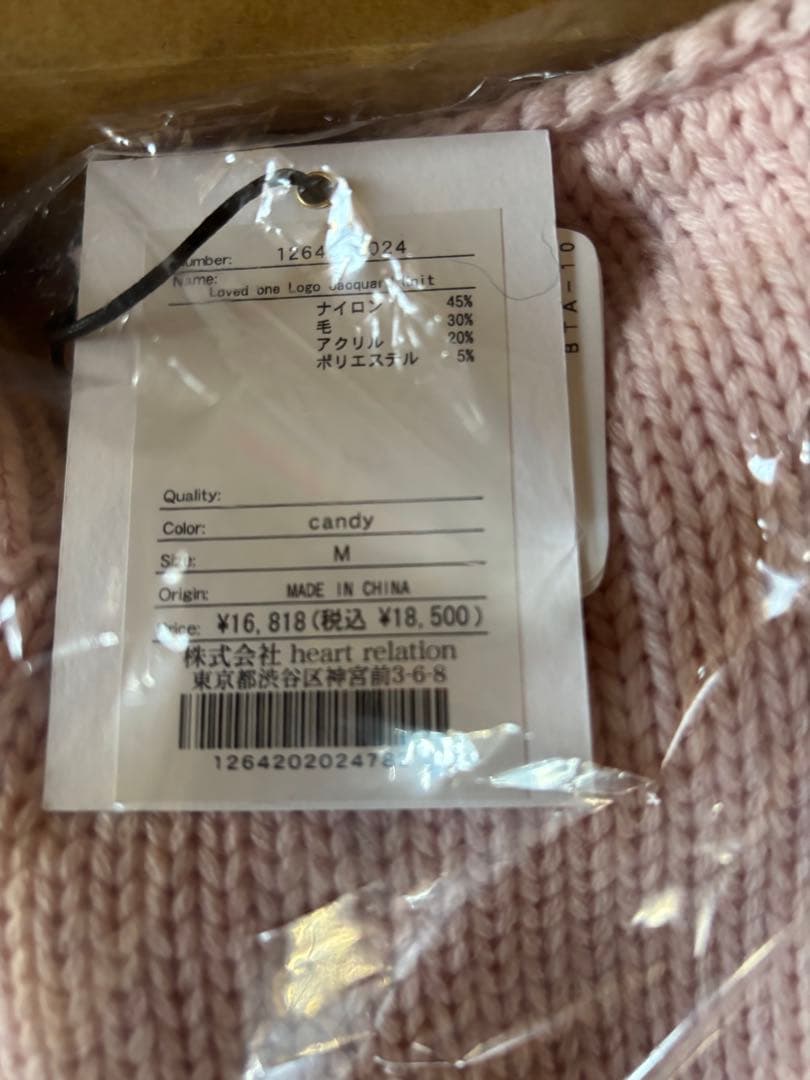 Number: 1264 024
Name:
Loved one Logo Jacquard Knit
ナイロン 45%
毛 30%
アクリル 20%
ポリエステル 5%
Quality:
Color: candy
Size: M
Origin: MADE IN CHINA
Price: ¥16,818(税込 ¥18,500)
株式会社 heart relation
東京都渋谷区神宮前3-6-8
126420202478
BTA-10